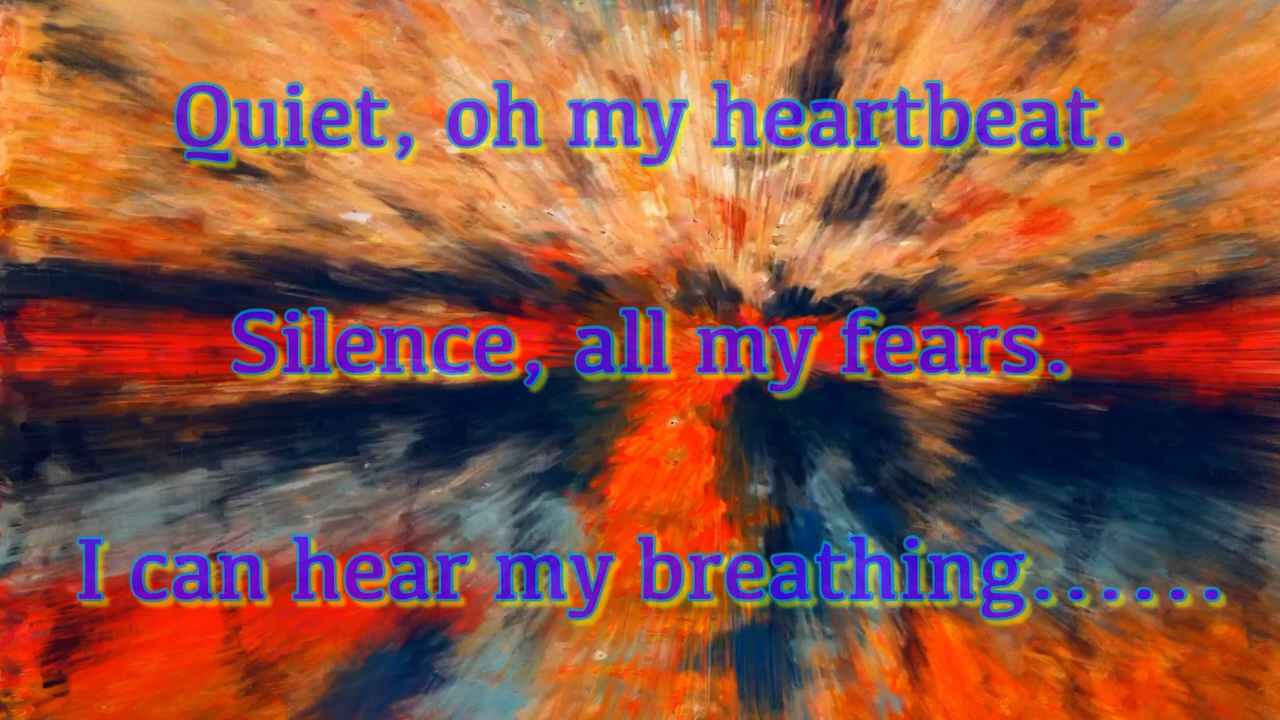 Quiet, oh my heartbeat.
Silence, all my fears.
I can hear my breathing......